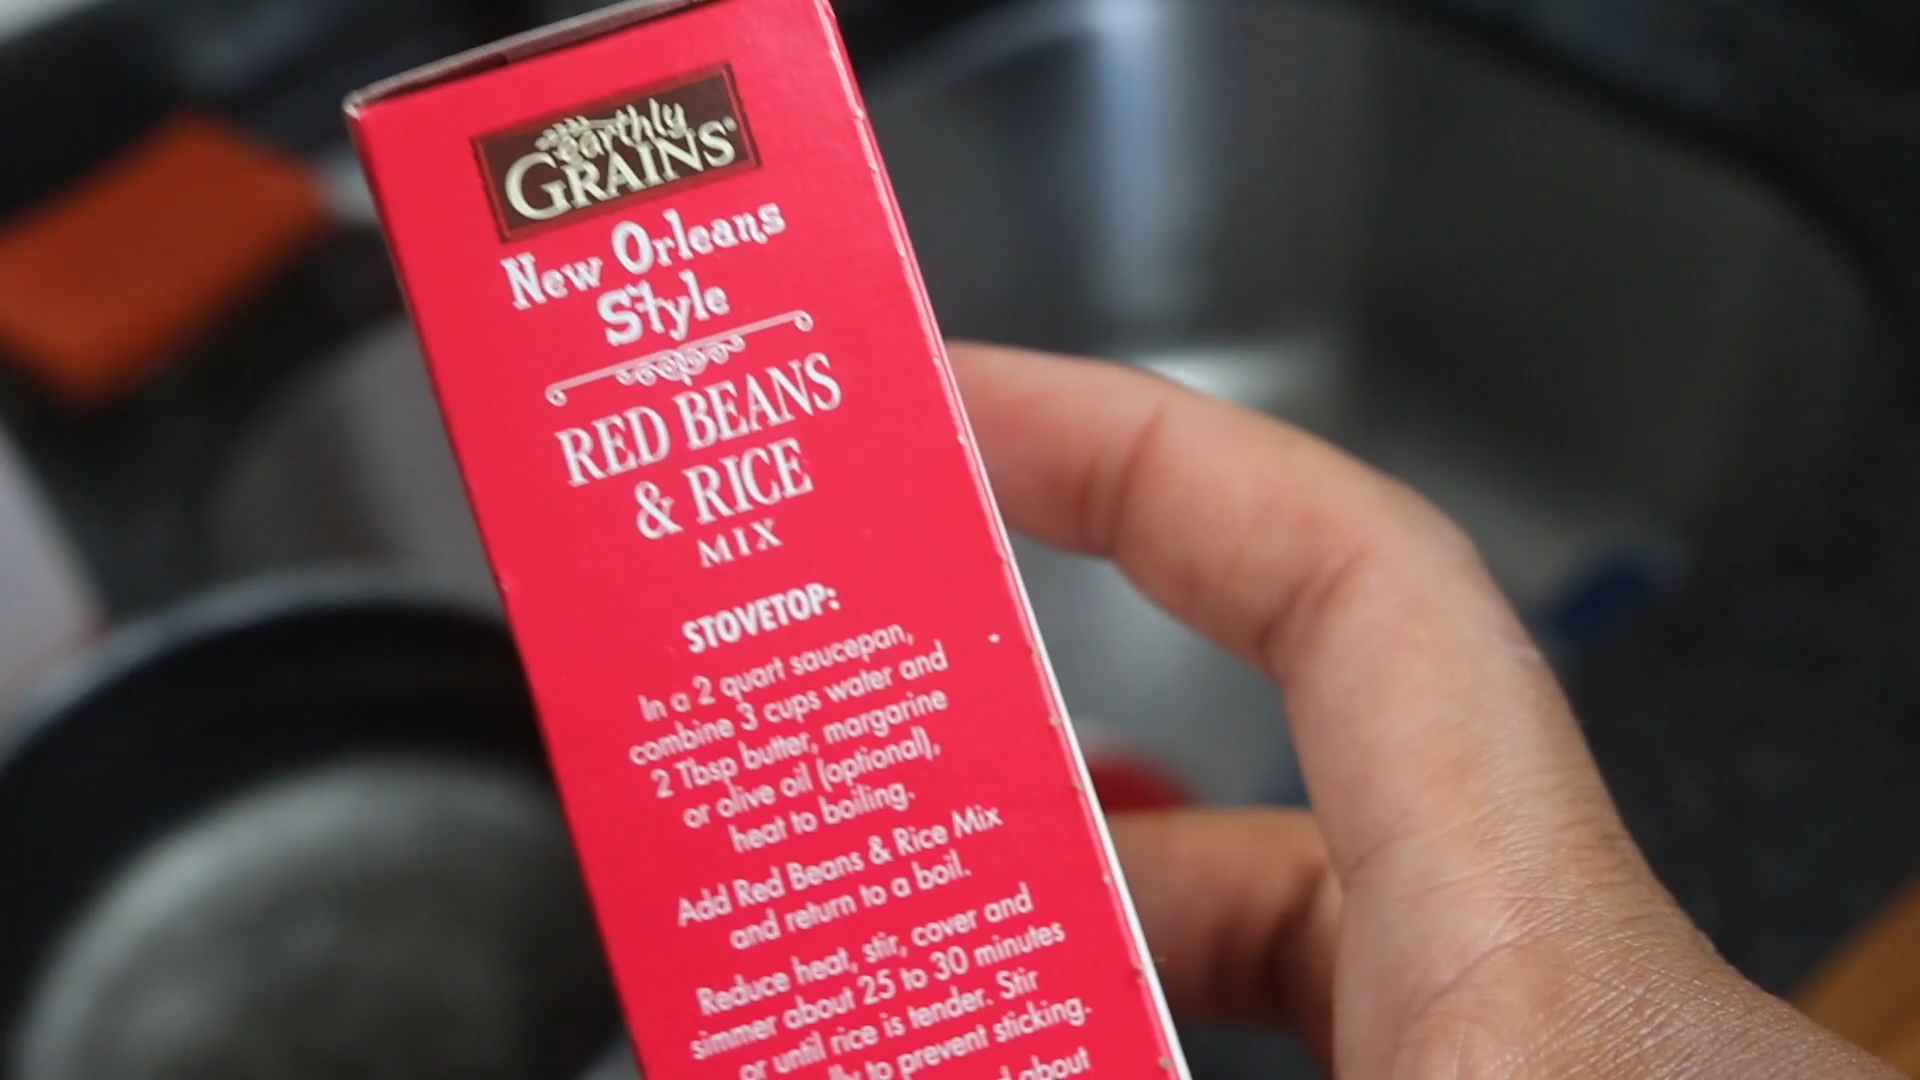 earthly
GRAINS®
New Orleans
Style
RED BEANS
& RICE
MIX
STOVETOP:
In a 2 quart saucepan,
combine 3 cups water and
2 Tbsp butter, margarine
or olive oil (optional),
heat to boiling.
Add Red Beans & Rice Mix
and return to a boil.
Reduce heat, stir, cover and
simmer about 25 to 30 minutes
or until rice is tender. Stir
to prevent sticking.
about